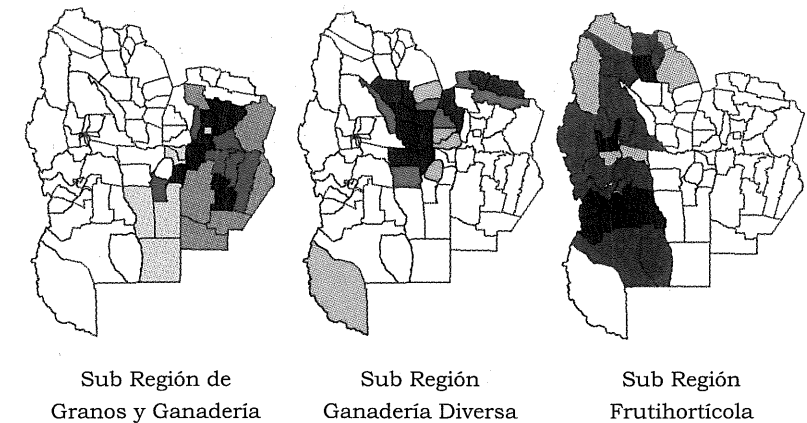 Sub Región de
Granos y Ganadería
Sub Región
Ganadería Diversa
Sub Región
Frutihortícola